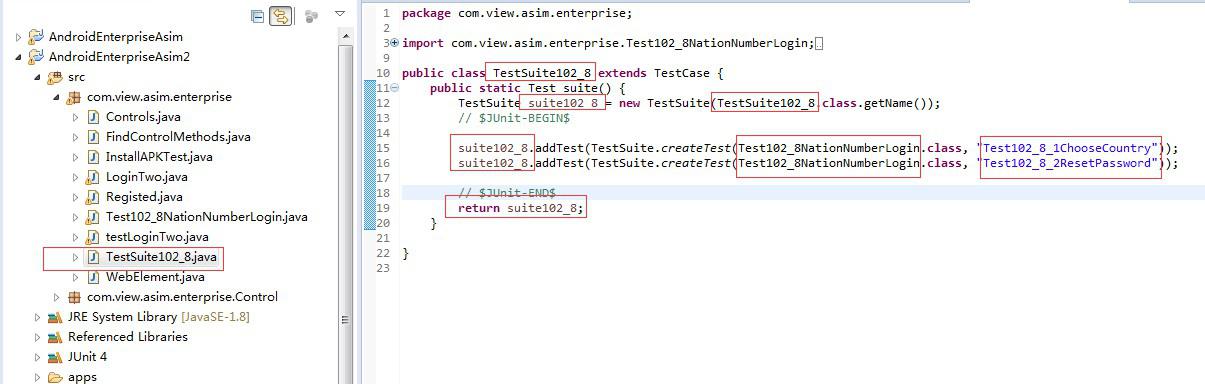 AndroidEnterpriseAsim
AndroidEnterpriseAsim2
src
com.view.asim.enterprise
Controls.java
FindControlMethods.java
InstallAPKTest.java
LoginTwo.java
Registed.java
Test102_8NationNumberLogin.java
testLoginTwo.java
TestSuite102_8.java
WebElement.java
com.view.asim.enterprise.Control
JRE System Library [JavaSE-1.8]
Referenced Libraries
JUnit 4
apps
1 package com.view.asim.enterprise;
2
3 import com.view.asim.enterprise.Test102_8NationNumberLogin;
9
10 public class TestSuite102_8 extends TestCase {
11 public static Test suite() {
12 TestSuite suite102_8 = new TestSuite(TestSuite102_8.class.getName());
13 // $JUnit-BEGIN$
14
15 suite102_8.addTest(TestSuite.createTest(Test102_8NationNumberLogin.class, "Test102_8_1ChooseCountry"));
16 suite102_8.addTest(TestSuite.createTest(Test102_8NationNumberLogin.class, "Test102_8_2ResetPassword"));
17
18 // $JUnit-END$
19 return suite102_8;
20 }
21
22 }
23